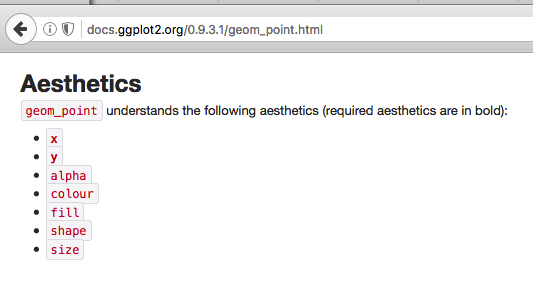 docs.ggplot2.org/0.9.3.1/geom_point.html
Aesthetics
geom_point understands the following aesthetics (required aesthetics are in bold):
x
y
alpha
colour
fill
shape
size